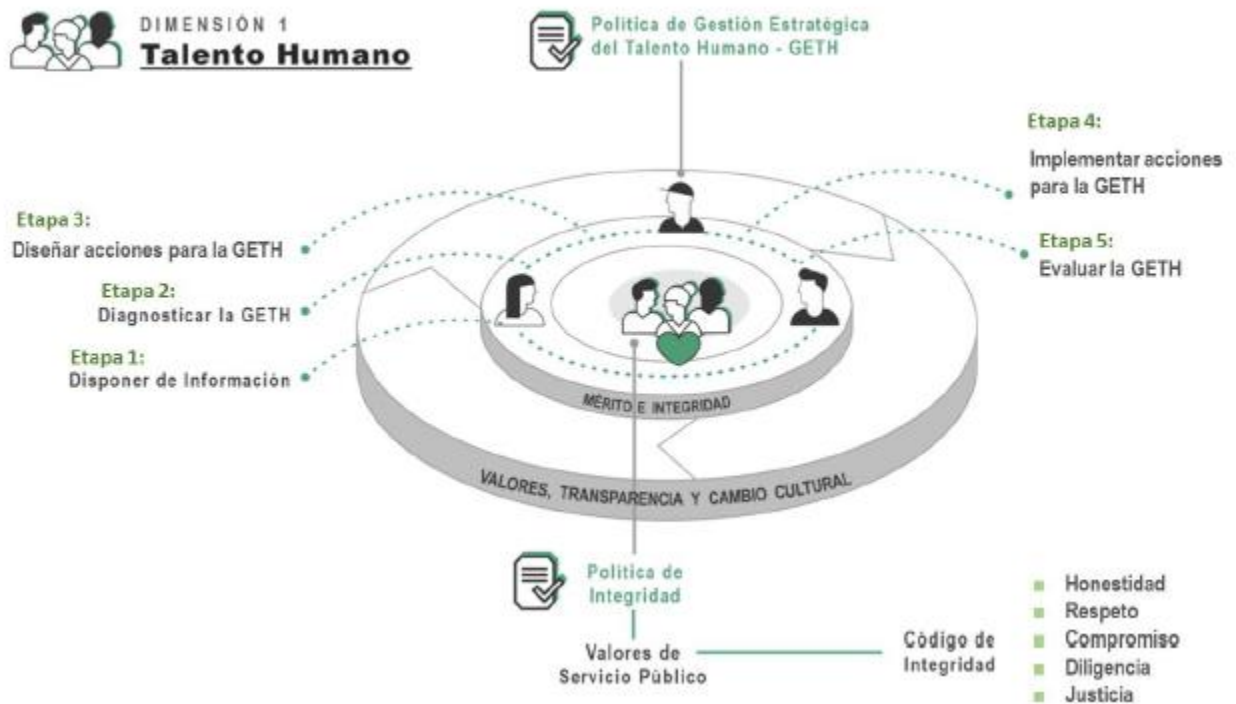 DIMENSIÓN 1
Talento Humano
Política de Gestión Estratégica
del Talento Humano - GETH
Etapa 4:
Implementar acciones
para la GETH
Etapa 3:
Diseñar acciones para la GETH
Etapa 5:
Evaluar la GETH
Etapa 2:
Diagnosticar la GETH
Etapa 1:
Disponer de Información
MÉRITO E INTEGRIDAD
VALORES, TRANSPARENCIA Y CAMBIO CULTURAL
Política de
Integridad
Valores de
Servicio Público
Código de
Integridad
Honestidad
Respeto
Compromiso
Diligencia
Justicia